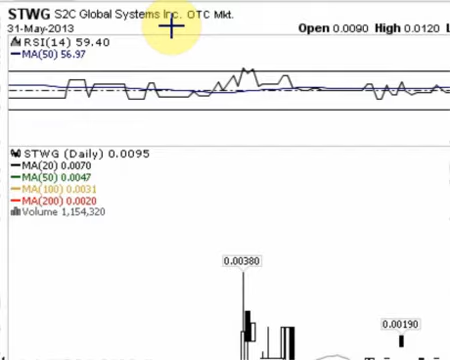 STWG S2C Global Systems Inc. OTC Mkt.
31-May-2013 Open 0.0090 High 0.0120 L
RSI(14) 59.40
MA(50) 56.97
STWG (Daily) 0.0095
MA(20) 0.0070
MA(50) 0.0047
MA(100) 0.0031
MA(200) 0.0020
Volume 1,154,320
0.00380
0.00190